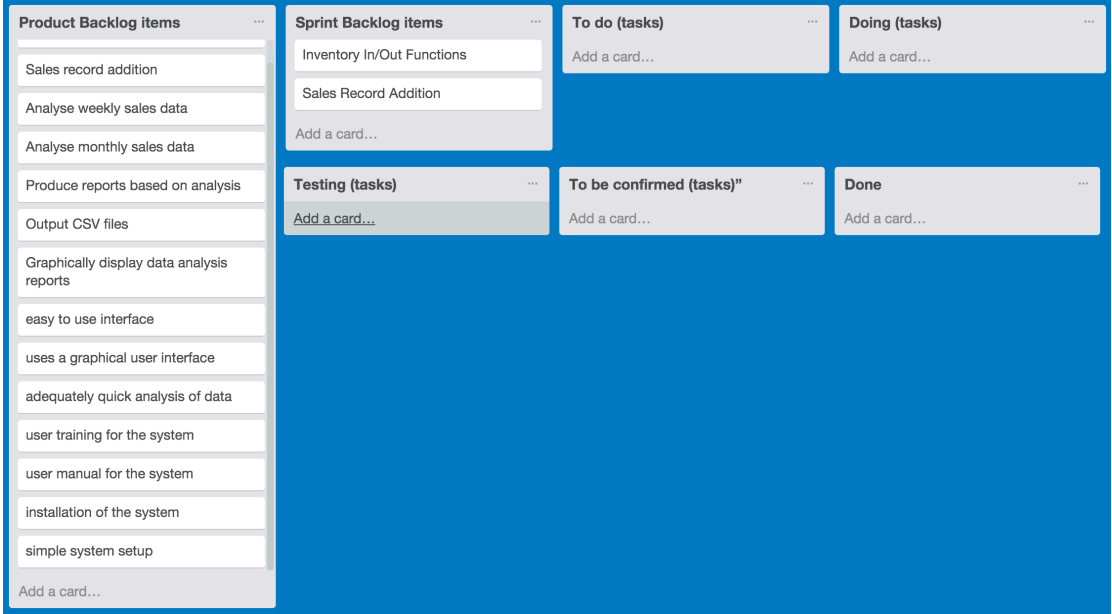 Product Backlog items
Sales record addition
Analyse weekly sales data
Analyse monthly sales data
Produce reports based on analysis
Output CSV files
Graphically display data analysis
reports
easy to use interface
uses a graphical user interface
adequately quick analysis of data
user training for the system
user manual for the system
installation of the system
simple system setup
Add a card…
Sprint Backlog items
Inventory In/Out Functions
Sales Record Addition
Add a card…
To do (tasks)
Add a card…
Doing (tasks)
Add a card…
Testing (tasks)
Add a card…
To be confirmed (tasks)”
Add a card…
Done
Add a card…